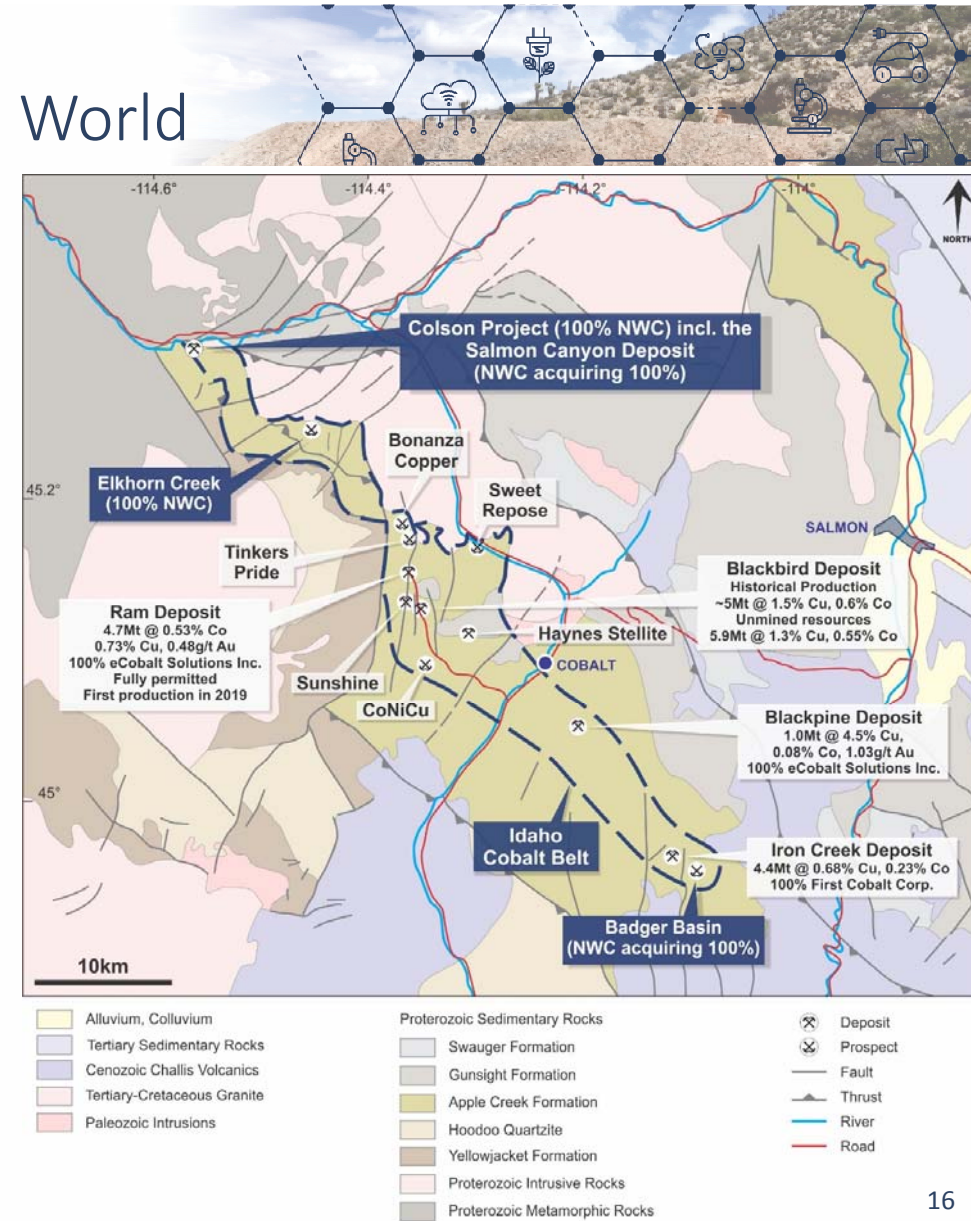 World
-114.6°
-114.4°
-114.2°
-114°
NORTH
Colson Project (100% NWC) incl. the
Salmon Canyon Deposit
(NWC acquiring 100%)
Bonanza
Copper
Elkhorn Creek
(100% NWC)
45.2°
Sweet
Repose
SALMON
Tinkers
Pride
Blackbird Deposit
Historical Production
~5Mt @ 1.5% Cu, 0.6% Co
Unmined resources
5.9Mt @ 1.3% Cu, 0.55% Co
Ram Deposit
4.7Mt @ 0.53% Co
0.73% Cu, 0.48g/t Au
100% eCobalt Solutions Inc.
Fully permitted
First production in 2019
Haynes Stellite
COBALT
Sunshine
CoNiCu
Blackpine Deposit
1.0Mt @ 4.5% Cu,
0.08% Co, 1.03g/t Au
100% eCobalt Solutions Inc.
45°
Idaho
Cobalt Belt
Iron Creek Deposit
4.4Mt @ 0.68% Cu, 0.23% Co
100% First Cobalt Corp.
Badger Basin
(NWC acquiring 100%)
10km
Alluvium, Colluvium
Tertiary Sedimentary Rocks
Cenozoic Challis Volcanics
Tertiary-Cretaceous Granite
Paleozoic Intrusions
Proterozoic Sedimentary Rocks
Swauger Formation
Gunsight Formation
Apple Creek Formation
Hoodoo Quartzite
Yellowjacket Formation
Proterozoic Intrusive Rocks
Proterozoic Metamorphic Rocks
Deposit
Prospect
Fault
Thrust
River
Road
16